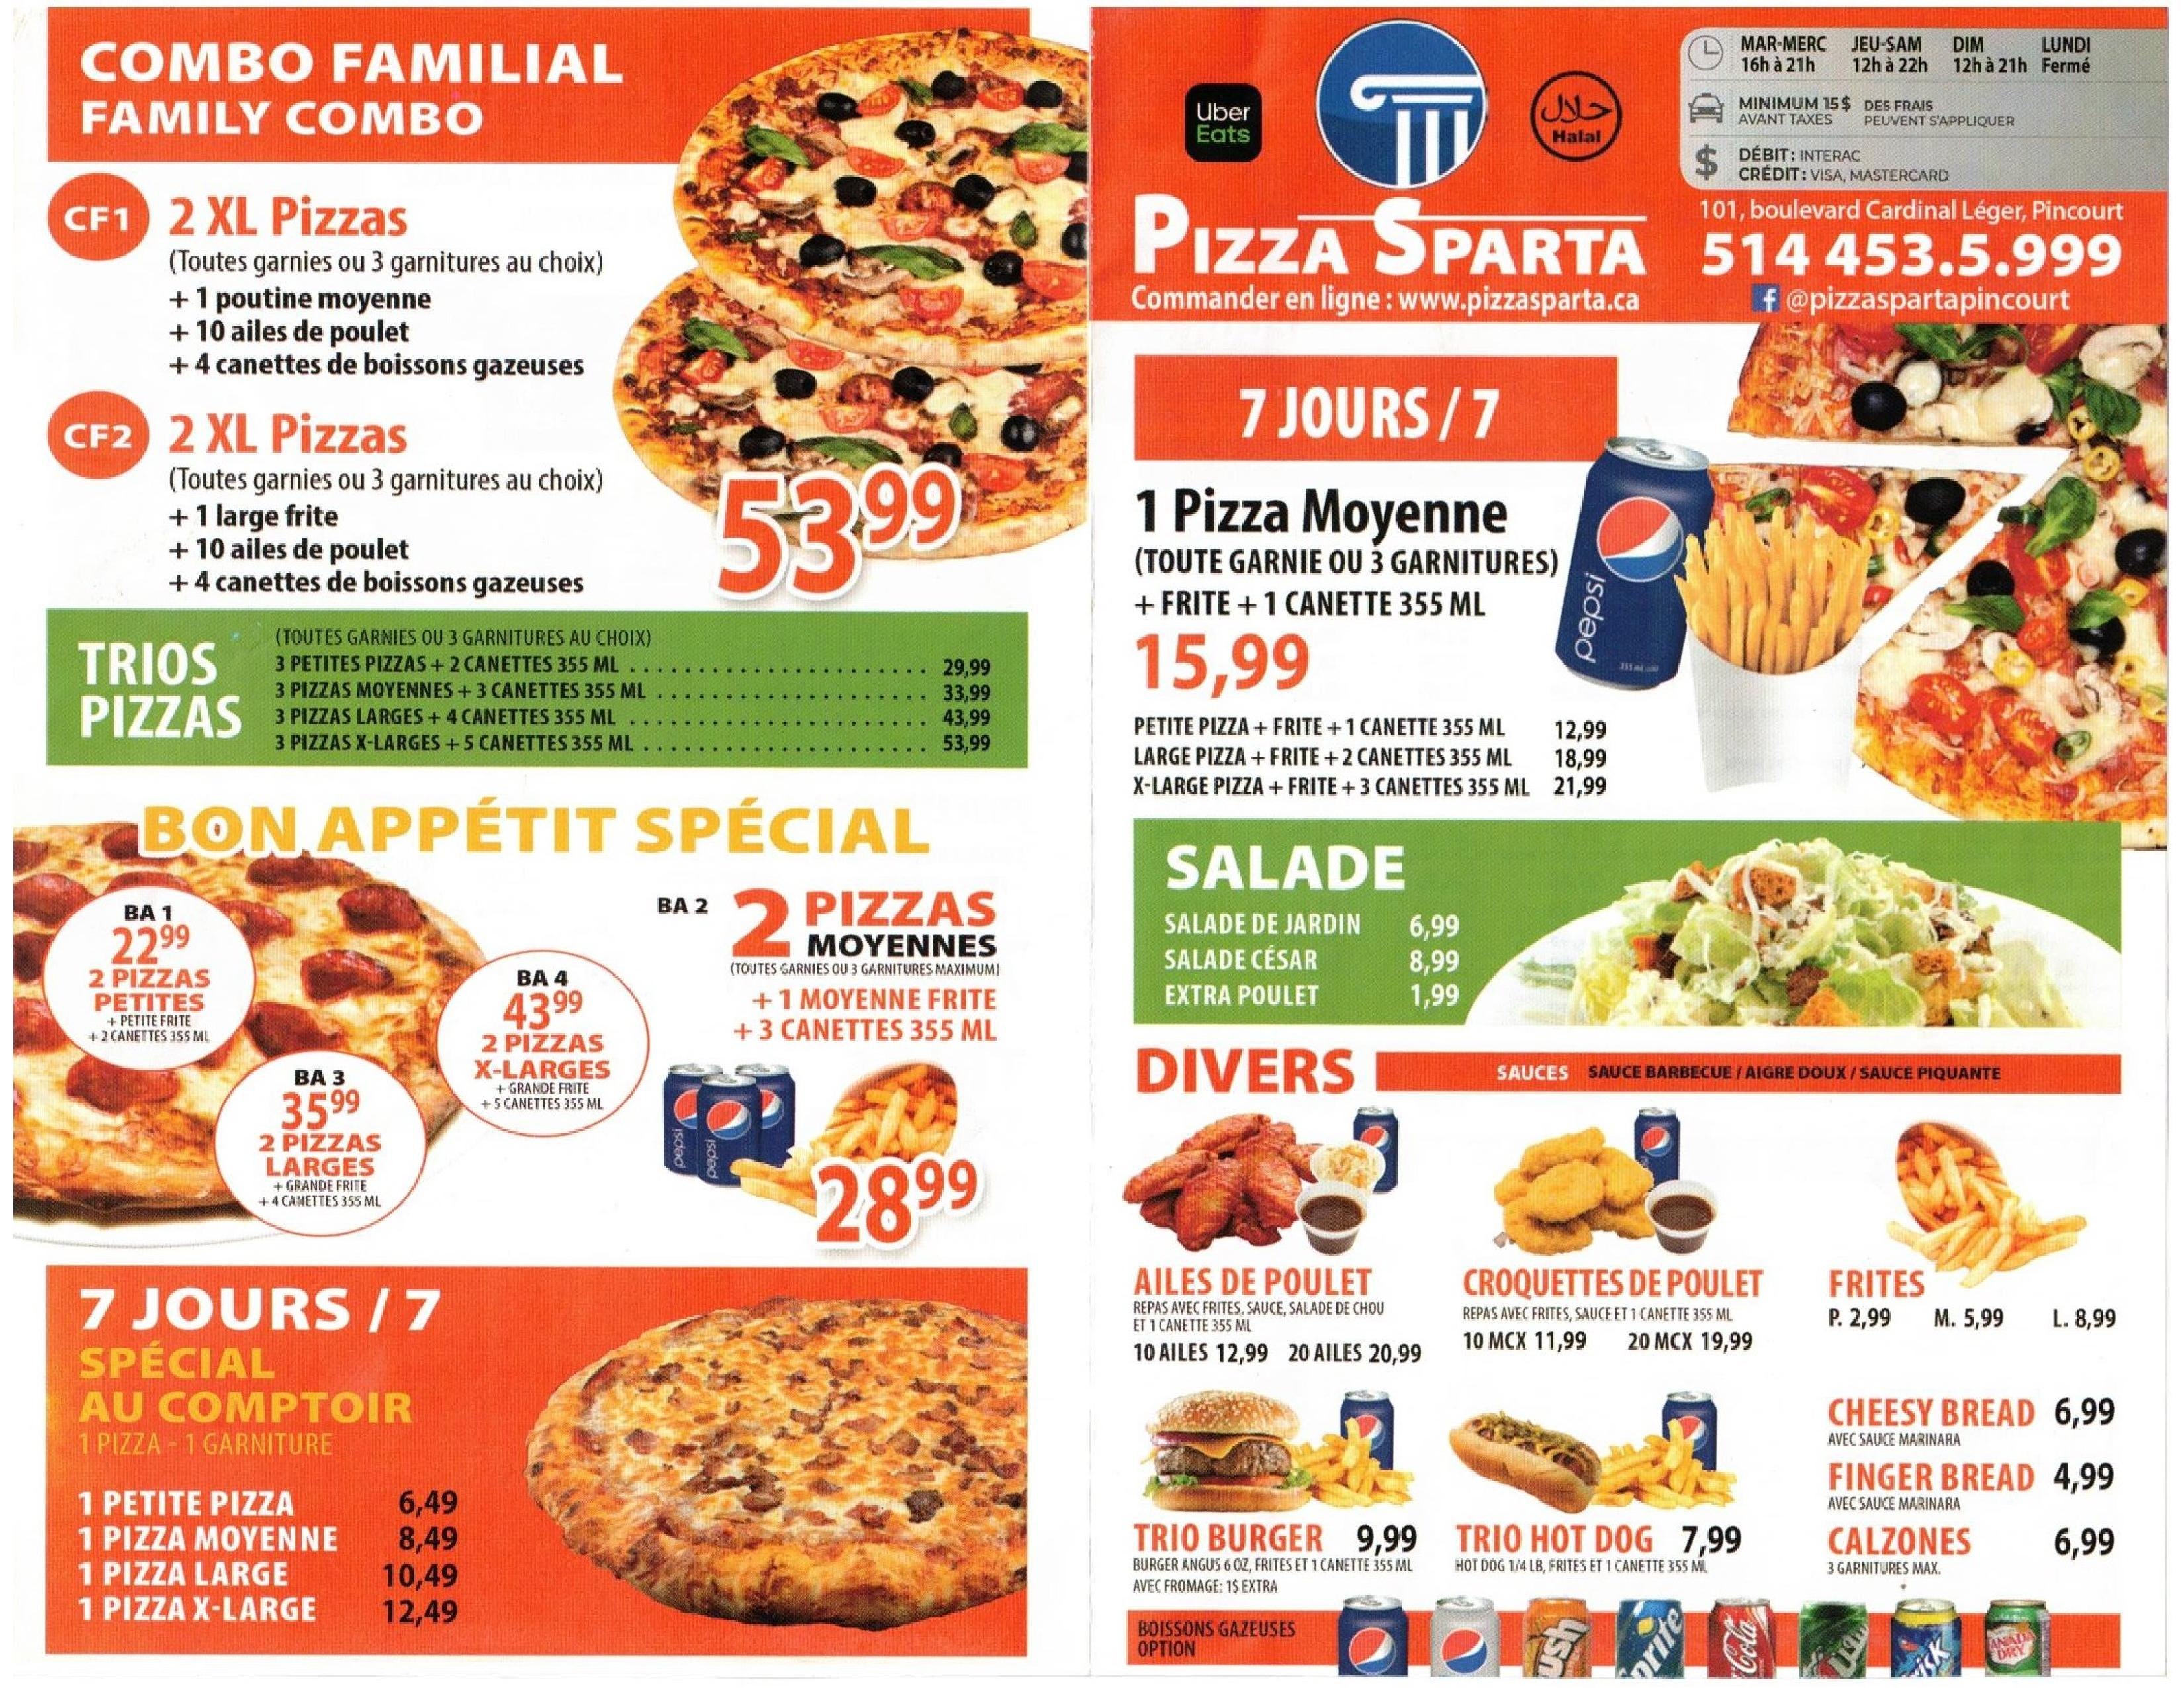 COMBO FAMILIAL
FAMILY COMBO
CF1
2 XL Pizzas
(Toutes garnies ou 3 garnitures au choix)
+ 1 poutine moyenne
+ 10 ailes de poulet
+ 4 canettes de boissons gazeuses
CF2
2 XL Pizzas
(Toutes garnies ou 3 garnitures au choix)
+ 1 large frite
+ 10 ailes de poulet
+ 4 canettes de boissons gazeuses
53 99
TRIOS
PIZZAS
(TOUTES GARNIES OU 3 GARNITURES AU CHOIX)
3 PETITES PIZZAS + 2 CANETTES 355 ML . . . . . . . . . . . . . . . . . . . . . . 29,99
3 PIZZAS MOYENNES + 3 CANETTES 355 ML . . . . . . . . . . . . . . . . . . . . 33,99
3 PIZZAS LARGES + 4 CANETTES 355 ML . . . . . . . . . . . . . . . . . . . . . . 43,99
3 PIZZAS X-LARGES + 5 CANETTES 355 ML . . . . . . . . . . . . . . . . . . . . . 53,99
BON APPÉTIT SPÉCIAL
BA 1
22 99
2 PIZZAS
PETITES
+ PETITE FRITE
+ 2 CANETTES 355 ML
BA 3
35 99
2 PIZZAS
LARGES
+ GRANDE FRITE
+ 4 CANETTES 355 ML
BA 4
43 99
2 PIZZAS
X-LARGES
+ GRANDE FRITE
+ 5 CANETTES 355 ML
BA 2
2 PIZZAS
MOYENNES
(TOUTES GARNIES OU 3 GARNITURES MAXIMUM)
+ 1 MOYENNE FRITE
+ 3 CANETTES 355 ML
pepsi
pepsi
28 99
7 JOURS / 7
SPÉCIAL
AU COMPTOIR
1 PIZZA - 1 GARNITURE
1 PETITE PIZZA 6,49
1 PIZZA MOYENNE 8,49
1 PIZZA LARGE 10,49
1 PIZZA X-LARGE 12,49
Uber
Eats
حلال
Halal
PIZZA SPARTA
Commander en ligne : www.pizzasparta.ca
MAR-MERC JEU-SAM DIM LUNDI
16h à 21h 12h à 22h 12h à 21h Fermé
MINIMUM 15 $ DES FRAIS
AVANT TAXES PEUVENT S'APPLIQUER
$
DÉBIT : INTERAC
CRÉDIT : VISA, MASTERCARD
101, boulevard Cardinal Léger, Pincourt
514 453.5.999
f @pizzaspartapincourt
7 JOURS / 7
1 Pizza Moyenne
(TOUTE GARNIE OU 3 GARNITURES)
+ FRITE + 1 CANETTE 355 ML
15,99
pepsi
PETITE PIZZA + FRITE + 1 CANETTE 355 ML 12,99
LARGE PIZZA + FRITE + 2 CANETTES 355 ML 18,99
X-LARGE PIZZA + FRITE + 3 CANETTES 355 ML 21,99
SALADE
SALADE DE JARDIN 6,99
SALADE CÉSAR 8,99
EXTRA POULET 1,99
DIVERS
SAUCES SAUCE BARBECUE / AIGRE DOUX / SAUCE PIQUANTE
AILES DE POULET
REPAS AVEC FRITES, SAUCE, SALADE DE CHOU
ET 1 CANETTE 355 ML
10 AILES 12,99 20 AILES 20,99
CROQUETTES DE POULET
REPAS AVEC FRITES, SAUCE ET 1 CANETTE 355 ML
10 MCX 11,99 20 MCX 19,99
FRITES
P. 2,99 M. 5,99 L. 8,99
TRIO BURGER 9,99
BURGER ANGUS 6 OZ, FRITES ET 1 CANETTE 355 ML
AVEC FROMAGE: 1$ EXTRA
TRIO HOT DOG 7,99
HOT DOG 1/4 LB, FRITES ET 1 CANETTE 355 ML
CHEESY BREAD 6,99
AVEC SAUCE MARINARA
FINGER BREAD 4,99
AVEC SAUCE MARINARA
CALZONES 6,99
3 GARNITURES MAX.
BOISSONS GAZEUSES
OPTION
ush
prite
Cola
isk
CANADA
DRY